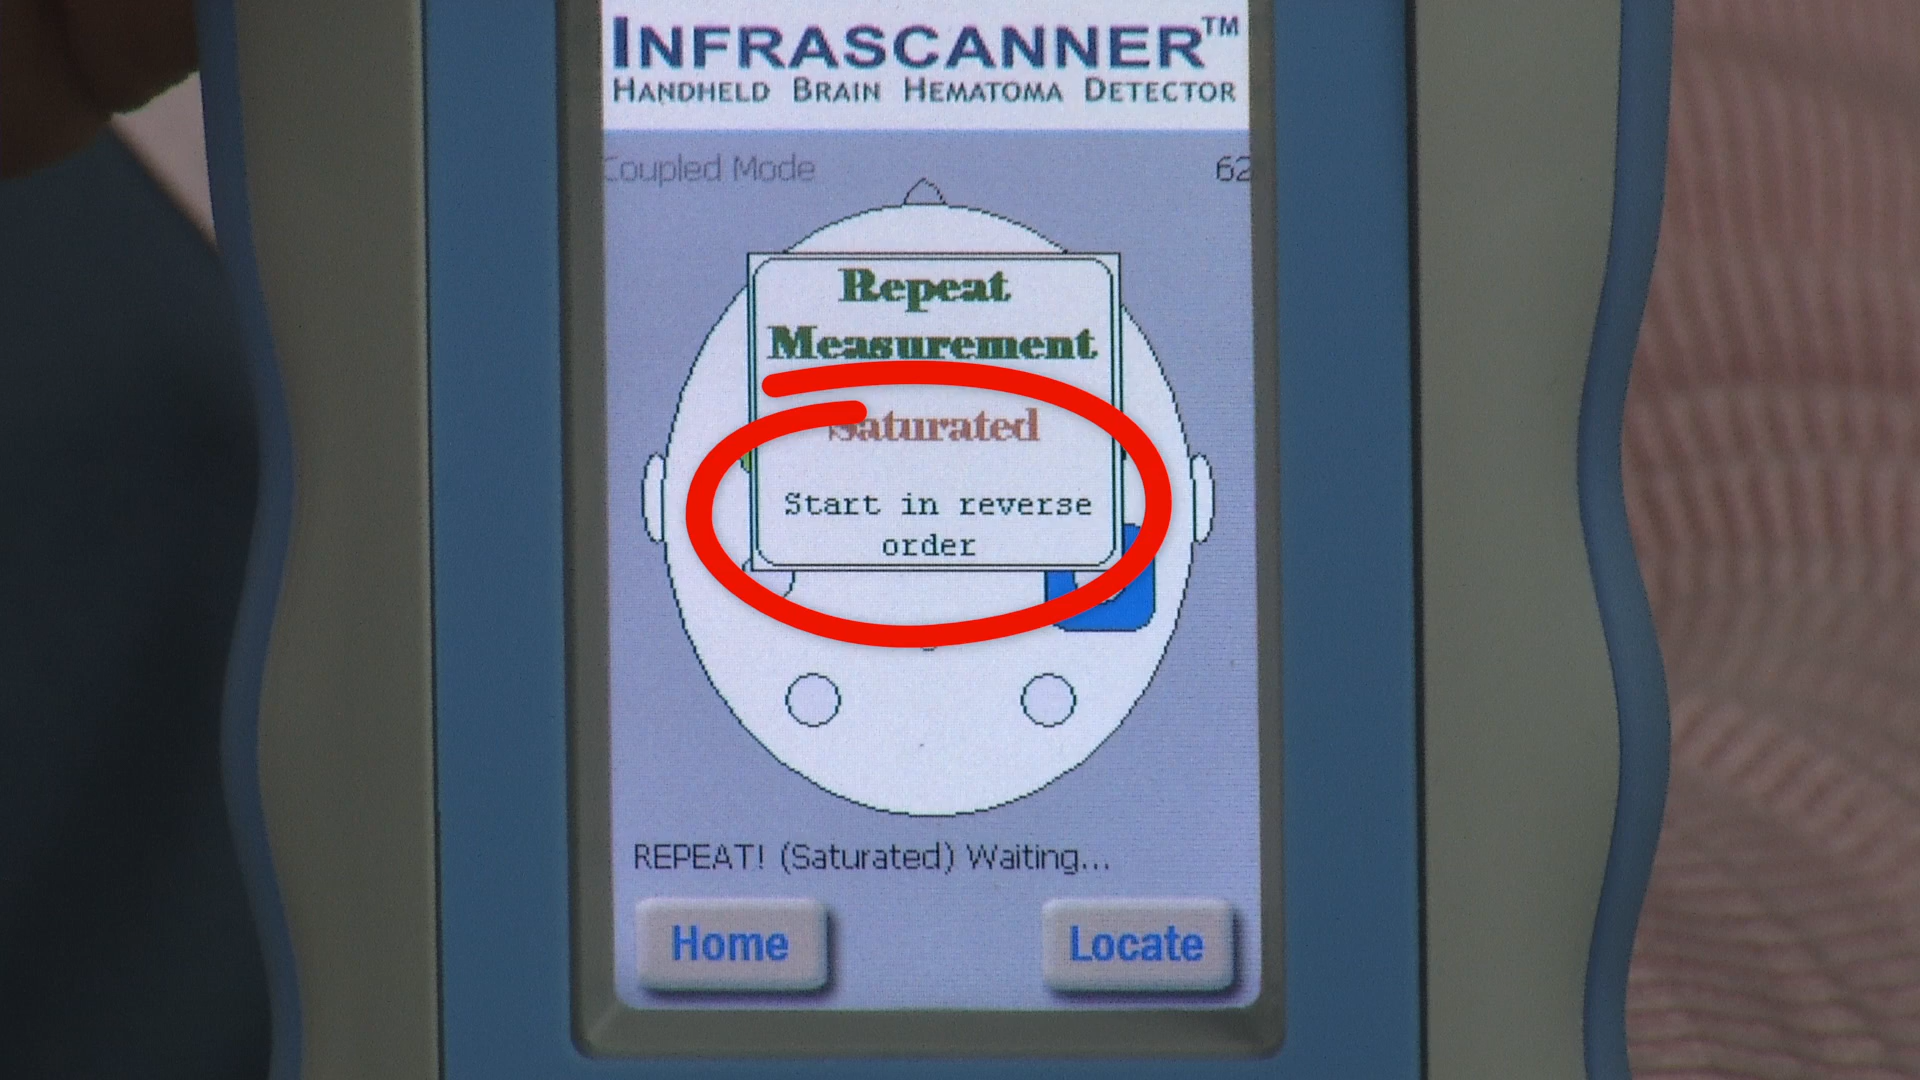 INFRASCANNER™
HANDHELD BRAIN HEMATOMA DETECTOR
Coupled Mode 62
Repeat
Measurement
Saturated
Start in reverse
order
REPEAT! (Saturated) Waiting...
Home Locate